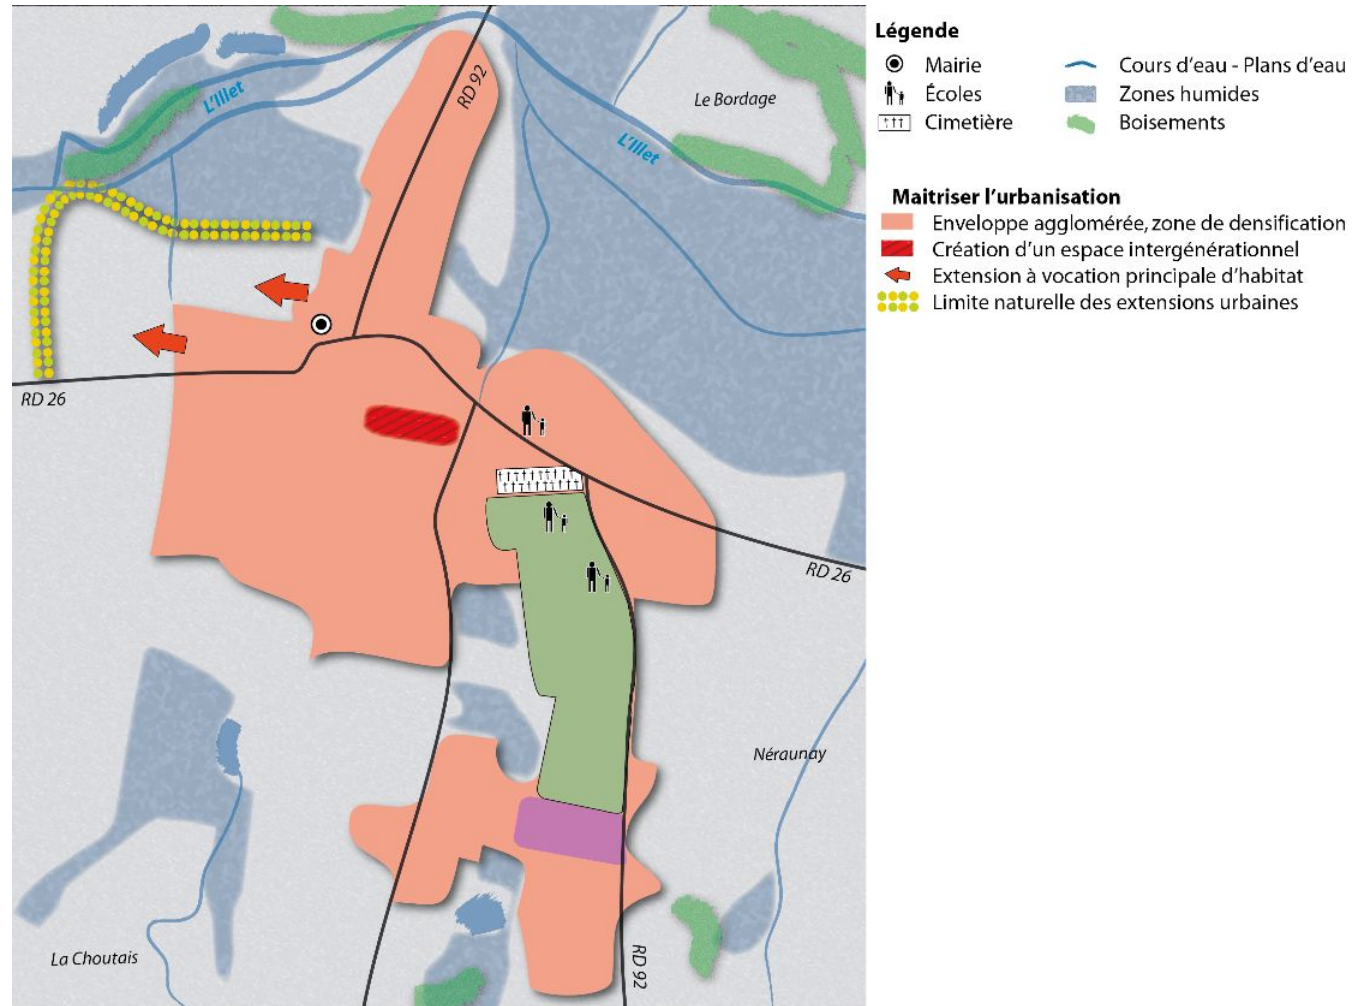 RD 92
L'Illet
Le Bordage
L'Illet
RD 26
RD 26
Néraunay
La Choutais
RD 92
Légende
Mairie
Écoles
Cimetière
Cours d'eau - Plans d'eau
Zones humides
Boisements
Maitriser l'urbanisation
Enveloppe agglomérée, zone de densification
Création d'un espace intergénérationnel
Extension à vocation principale d'habitat
Limite naturelle des extensions urbaines